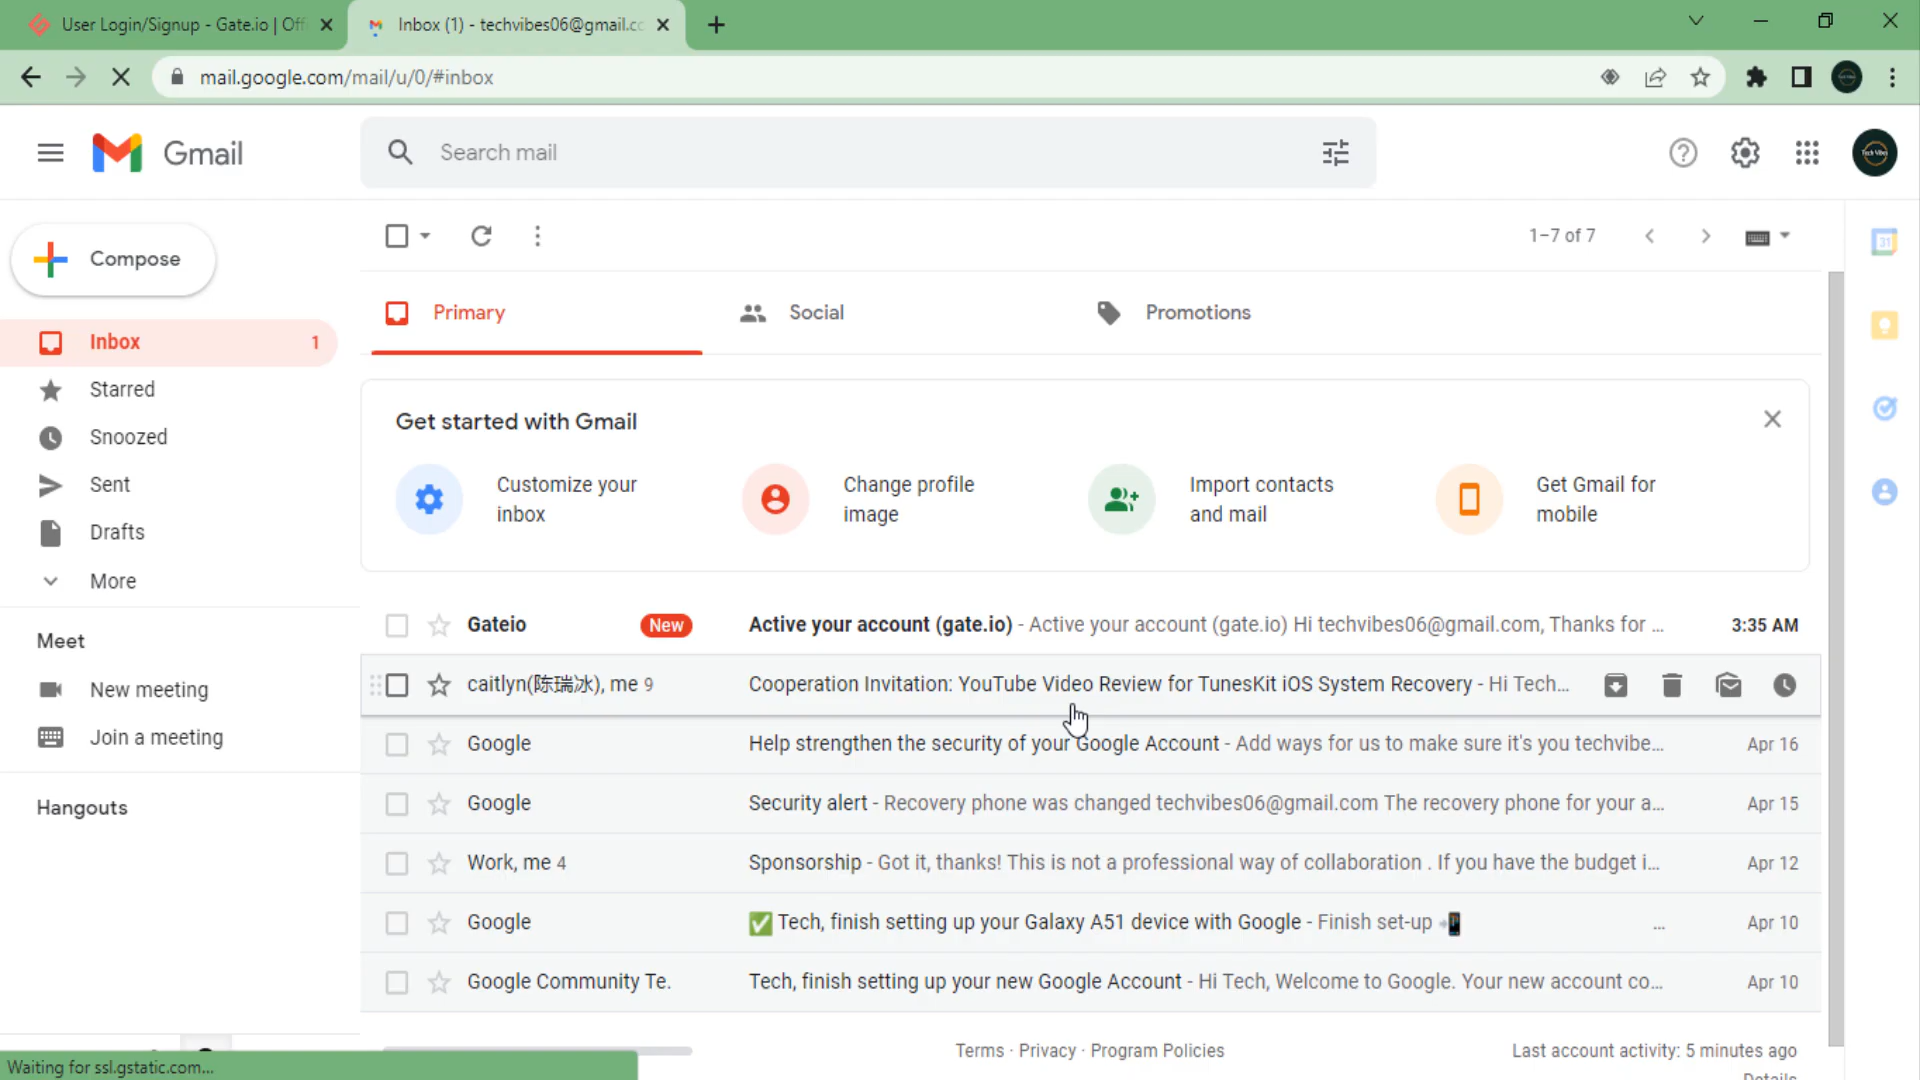 User Login/Signup - Gate.io | Off
Inbox (1) - techvibes06@gmail.co
mail.google.com/mail/u/0/#inbox
Gmail
Search mail
Tech Vibes
Compose
1–7 of 7
31
Primary
Social
Promotions
Inbox 1
Starred
Snoozed
Sent
Drafts
More
Get started with Gmail
Customize your
inbox
Change profile
image
Import contacts
and mail
Get Gmail for
mobile
Gateio New Active your account (gate.io) - Active your account (gate.io) Hi techvibes06@gmail.com, Thanks for ... 3:35 AM
caitlyn(陈瑞冰), me 9 Cooperation Invitation: YouTube Video Review for TunesKit iOS System Recovery - Hi Tech...
Google Help strengthen the security of your Google Account - Add ways for us to make sure it's you techvibe... Apr 16
Google Security alert - Recovery phone was changed techvibes06@gmail.com The recovery phone for your a... Apr 15
Work, me 4 Sponsorship - Got it, thanks! This is not a professional way of collaboration . If you have the budget i... Apr 12
Google ✅ Tech, finish setting up your Galaxy A51 device with Google - Finish set-up 📲 ... Apr 10
Google Community Te. Tech, finish setting up your new Google Account - Hi Tech, Welcome to Google. Your new account co... Apr 10
Meet
New meeting
Join a meeting
Hangouts
Terms · Privacy · Program Policies
Last account activity: 5 minutes ago
Details
Waiting for ssl.gstatic.com...